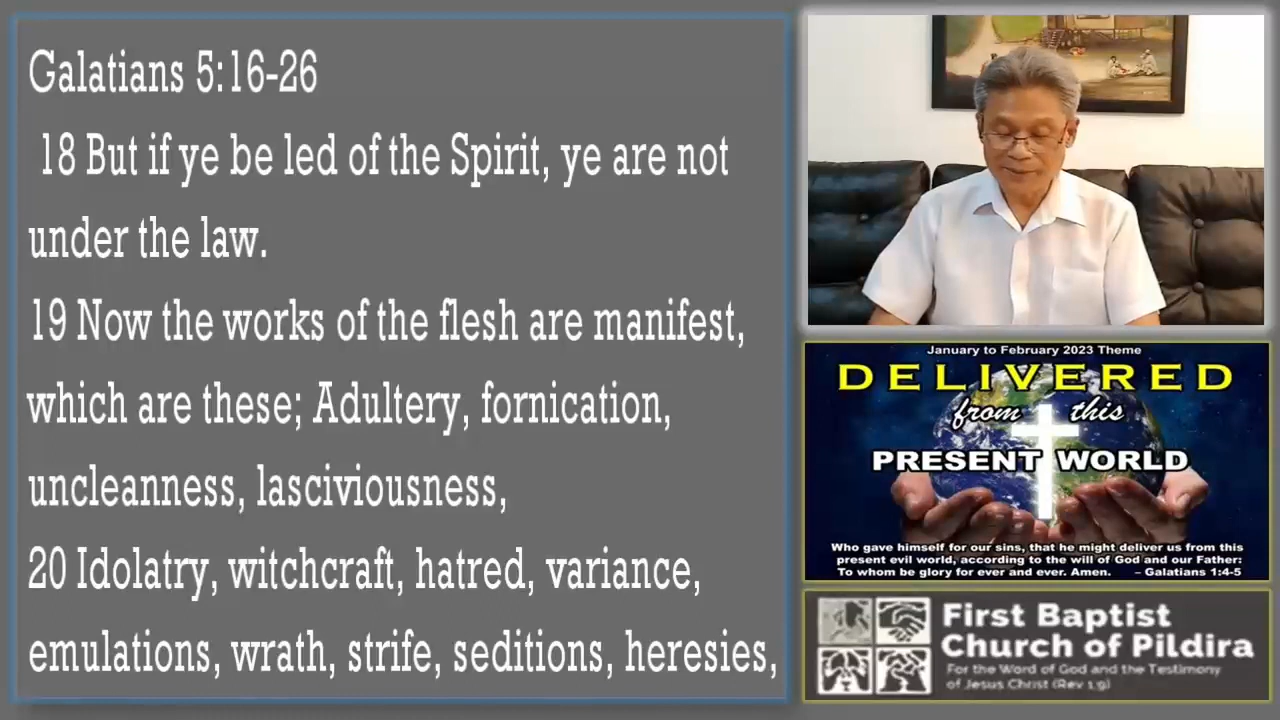 Galatians 5:16-26
18 But if ye be led of the Spirit, ye are not
under the law.
19 Now the works of the flesh are manifest,
which are these; Adultery, fornication,
uncleanness, lasciviousness,
20 Idolatry, witchcraft, hatred, variance,
emulations, wrath, strife, seditions, heresies,
January to February 2023 Theme
DELIVERED
from this
PRESENT WORLD
Who gave himself for our sins, that he might deliver us from this
present evil world, according to the will of God and our Father:
To whom be glory for ever and ever. Amen. – Galatians 1:4-5
First Baptist
Church of Pildira
For the Word of God and the Testimony
of Jesus Christ (Rev 1:9)